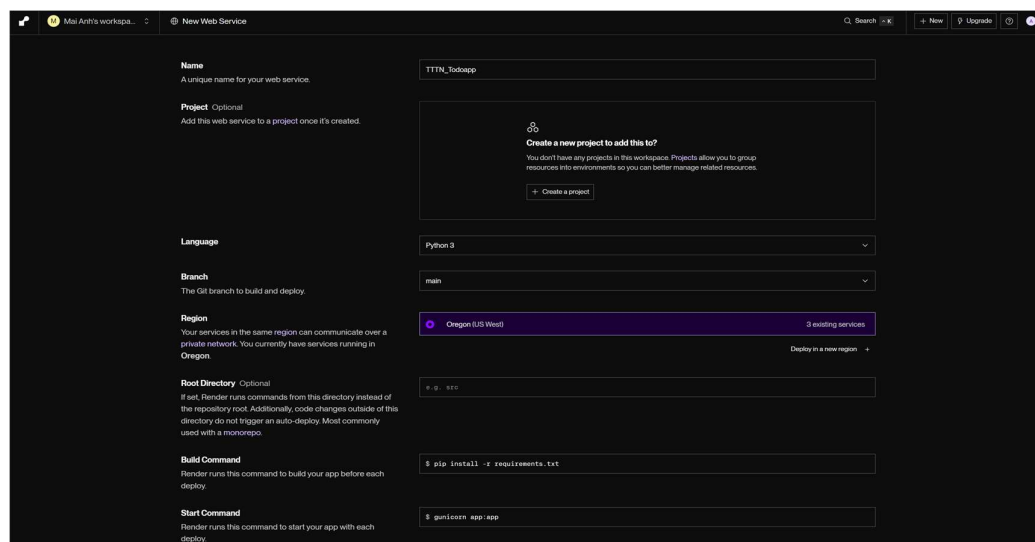 M Mai Anh's workspa... New Web Service Search + K + New Upgrade
Name
A unique name for your web service.
TTTN_Todoapp
Project Optional
Add this web service to a project once it's created.
Create a new project to add this to?
You don't have any projects in this workspace. Projects allow you to group
resources into environments so you can better manage related resources.
+ Create a project
Language
Python 3
Branch
The Git branch to build and deploy.
main
Region
Your services in the same region can communicate over a
private network. You currently have services running in
Oregon.
Oregon (US West) 3 existing services
Deploy in a new region +
Root Directory Optional
If set, Render runs commands from this directory instead of
the repository root. Additionally, code changes outside of this
directory do not trigger an auto-deploy. Most commonly
used with a monorepo.
e.g. src
Build Command
Render runs this command to build your app before each
deploy.
$ pip install -r requirements.txt
Start Command
Render runs this command to start your app with each
deploy.
$ gunicorn app:app